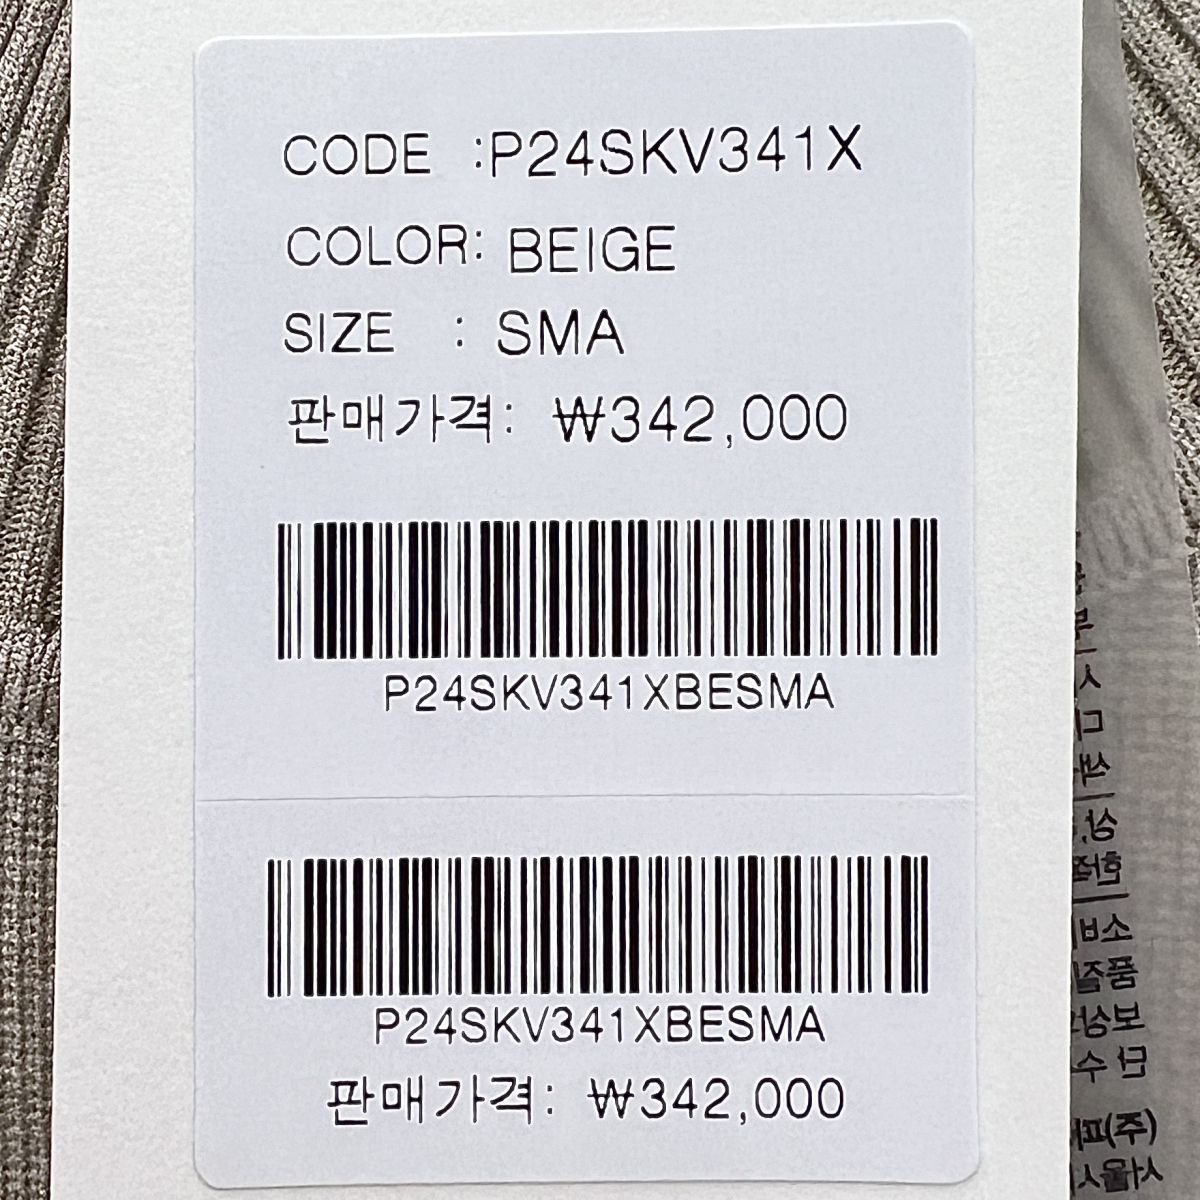 CODE :P24SKV341X
COLOR: BEIGE
SIZE : SMA
판매가격: ₩342,000
P24SKV341XBESMA
P24SKV341XBESMA
판매가격: ₩342,000